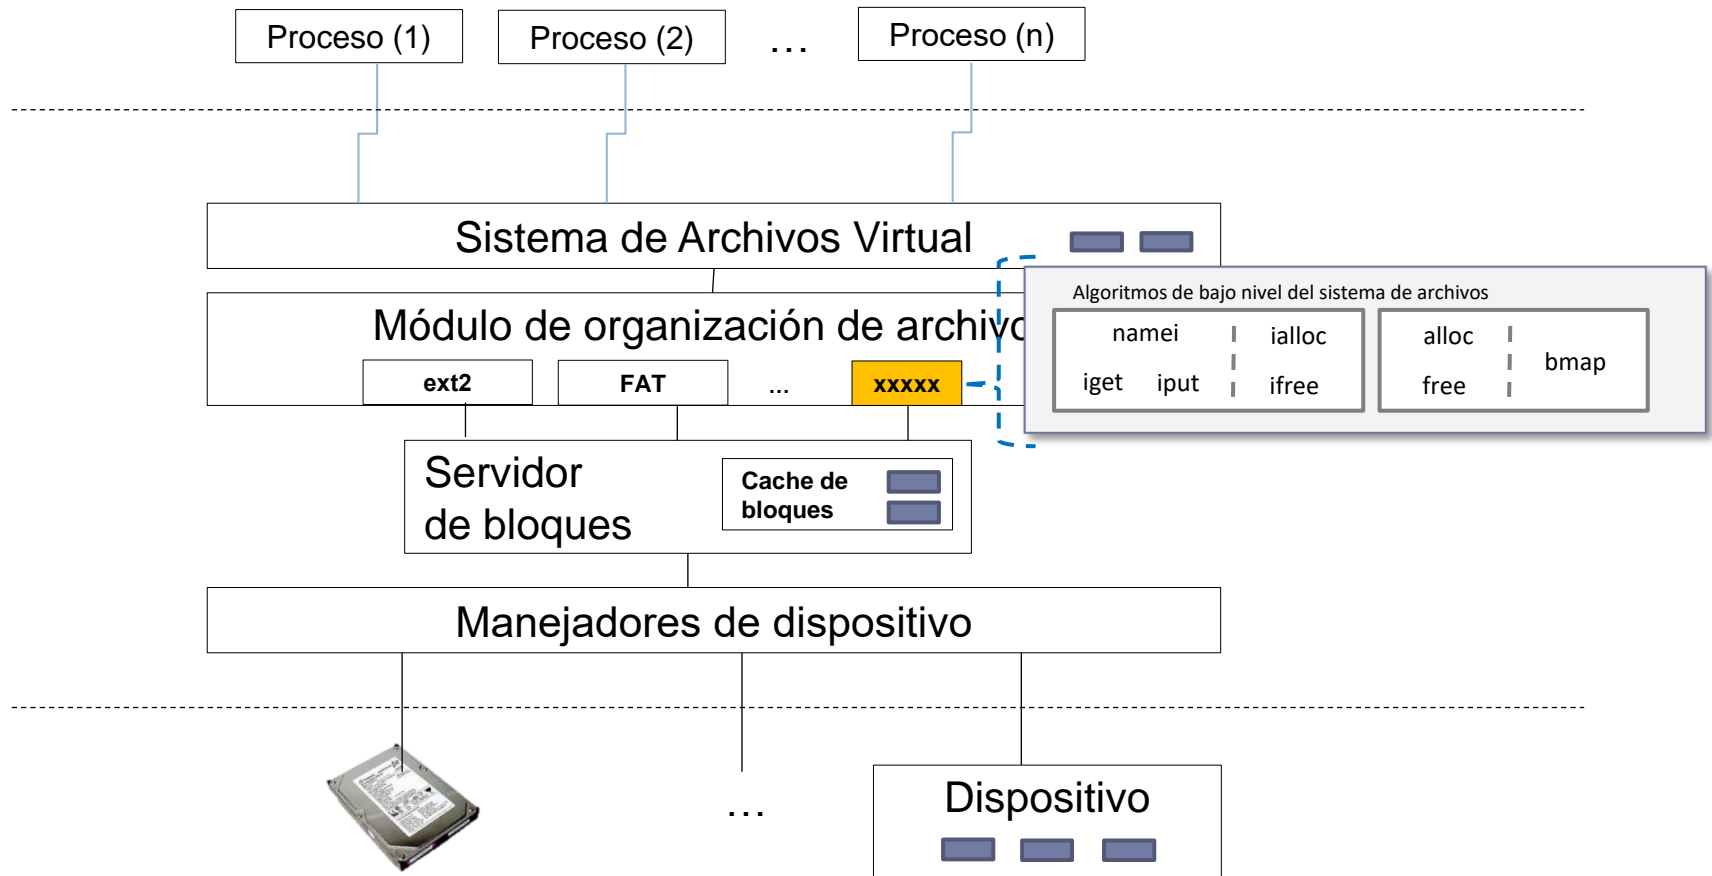 Proceso (1)
Proceso (2)
...
Proceso (n)
Sistema de Archivos Virtual
Módulo de organización de archivo
ext2
FAT
...
xxxxx
Algoritmos de bajo nivel del sistema de archivos
namei
ialloc
iget iput
ifree
alloc
free
bmap
Servidor
de bloques
Cache de
bloques
Manejadores de dispositivo
...
Dispositivo